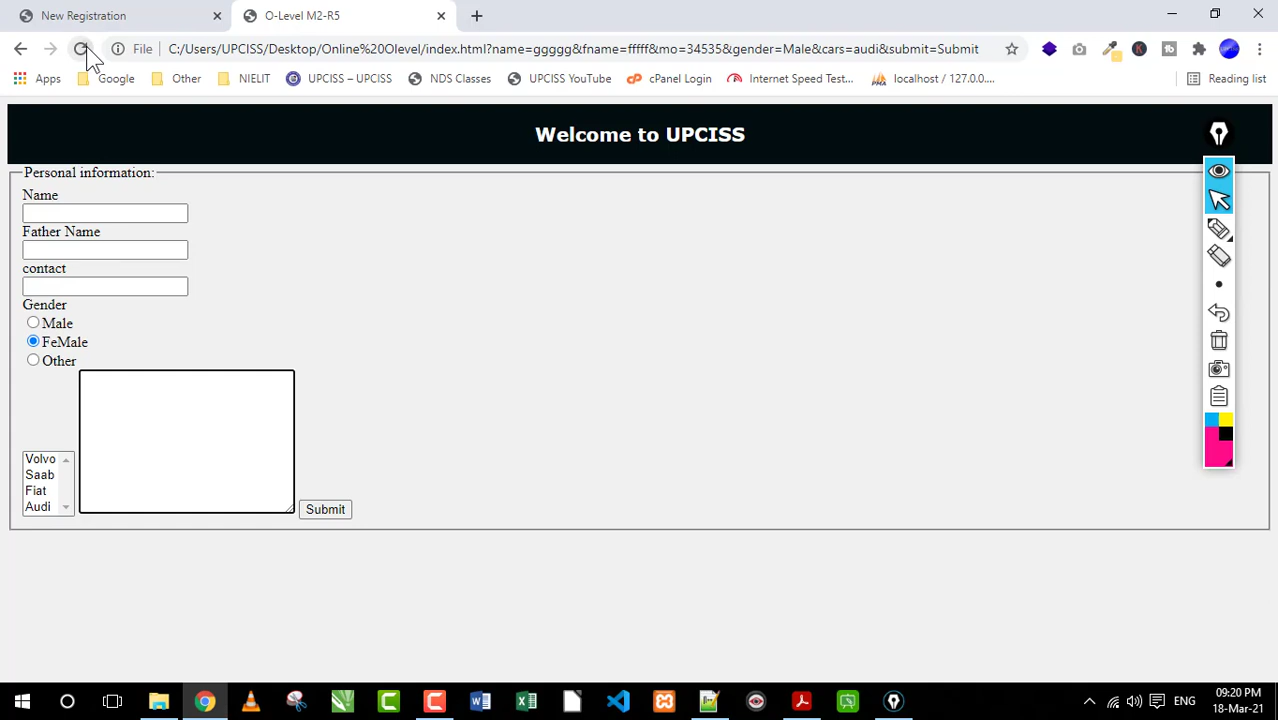 New Registration
O-Level M2-R5
File
C:/Users/UPCISS/Desktop/Online%20Olevel/index.html?name=ggggg&fname=fffff&mo=34535&gender=Male&cars=audi&submit=Submit
Apps
Google
Other
NIELIT
UPCISS – UPCISS
NDS Classes
UPCISS YouTube
cPanel Login
Internet Speed Test...
localhost / 127.0.0....
Reading list
Welcome to UPCISS
Personal information:
Name
Father Name
contact
Gender
Male
FeMale
Other
Volvo
Saab
Fiat
Audi
Submit
ENG
09:20 PM
18-Mar-21